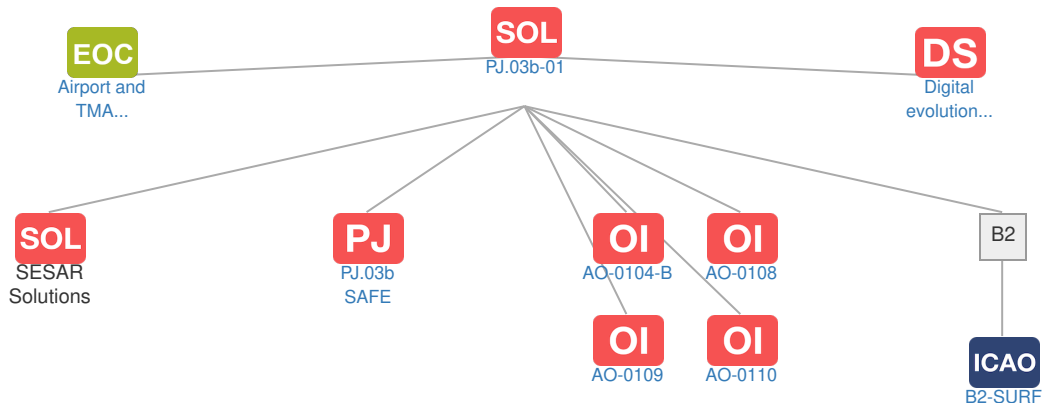 EOC
Airport and
TMA...
SOL
PJ.03b-01
DS
Digital
evolution...
SOL
SESAR
Solutions
PJ
PJ.03b
SAFE
OI
AO-0104-B
OI
AO-0108
B2
OI
AO-0109
OI
AO-0110
ICAO
B2-SURF